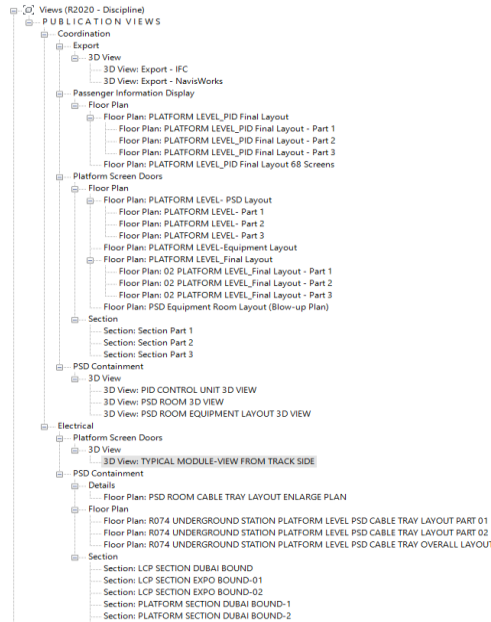 Views (R2020 - Discipline)
PUBLICATION VIEWS
Coordination
Export
3D View
3D View: Export - IFC
3D View: Export - NavisWorks
Passenger Information Display
Floor Plan
Floor Plan: PLATFORM LEVEL_PID Final Layout
Floor Plan: PLATFORM LEVEL_PID Final Layout - Part 1
Floor Plan: PLATFORM LEVEL_PID Final Layout - Part 2
Floor Plan: PLATFORM LEVEL_PID Final Layout - Part 3
Floor Plan: PLATFORM LEVEL_PID Final Layout 68 Screens
Platform Screen Doors
Floor Plan
Floor Plan: PLATFORM LEVEL- PSD Layout
Floor Plan: PLATFORM LEVEL- Part 1
Floor Plan: PLATFORM LEVEL- Part 2
Floor Plan: PLATFORM LEVEL- Part 3
Floor Plan: PLATFORM LEVEL-Equipment Layout
Floor Plan: PLATFORM LEVEL_Final Layout
Floor Plan: 02 PLATFORM LEVEL_Final Layout - Part 1
Floor Plan: 02 PLATFORM LEVEL_Final Layout - Part 2
Floor Plan: 02 PLATFORM LEVEL_Final Layout - Part 3
Floor Plan: PSD Equipment Room Layout (Blow-up Plan)
Section
Section: Section Part 1
Section: Section Part 2
Section: Section Part 3
PSD Containment
3D View
3D View: PID CONTROL UNIT 3D VIEW
3D View: PSD ROOM 3D VIEW
3D View: PSD ROOM EQUIPMENT LAYOUT 3D VIEW
Electrical
Platform Screen Doors
3D View
3D View: TYPICAL MODULE-VIEW FROM TRACK SIDE
PSD Containment
Details
Floor Plan: PSD ROOM CABLE TRAY LAYOUT ENLARGE PLAN
Floor Plan
Floor Plan: R074 UNDERGROUND STATION PLATFORM LEVEL PSD CABLE TRAY LAYOUT PART 01
Floor Plan: R074 UNDERGROUND STATION PLATFORM LEVEL PSD CABLE TRAY LAYOUT PART 02
Floor Plan: R074 UNDERGROUND STATION PLATFORM LEVEL PSD CABLE TRAY OVERALL LAYOUT
Section
Section: LCP SECTION DUBAI BOUND
Section: LCP SECTION EXPO BOUND-01
Section: LCP SECTION EXPO BOUND-02
Section: PLATFORM SECTION DUBAI BOUND-1
Section: PLATFORM SECTION DUBAI BOUND-2